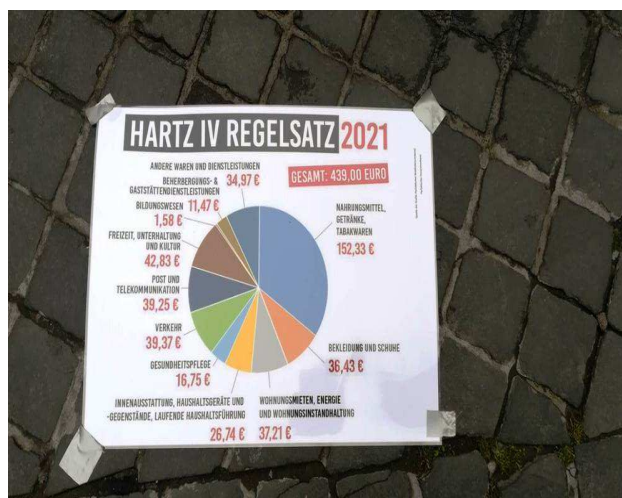 HARTZ IV REGELSATZ 2021
GESAMT: 439,00 EURO
ANDERE WAREN UND DIENSTLEISTUNGEN
34,97 €
BEHERBERGUNGS- &
GASTSTÄTTENDIENSTLEISTUNGEN
11,47 €
BILDUNGSWESEN
1,58 €
FREIZEIT, UNTERHALTUNG
UND KULTUR
42,83 €
POST UND
TELEKOMMUNIKATION
39,25 €
VERKEHR
39,37 €
GESUNDHEITSPFLEGE
16,75 €
INNENAUSSTATTUNG, HAUSHALTSGERÄTE UND
-GEGENSTÄNDE, LAUFENDE HAUSHALTSFÜHRUNG
26,74 €
WOHNUNGSMIETEN, ENERGIE
UND WOHNUNGSINSTANDHALTUNG
37,21 €
BEKLEIDUNG UND SCHUHE
36,43 €
NAHRUNGSMITTEL,
GETRÄNKE,
TABAKWAREN
152,33 €